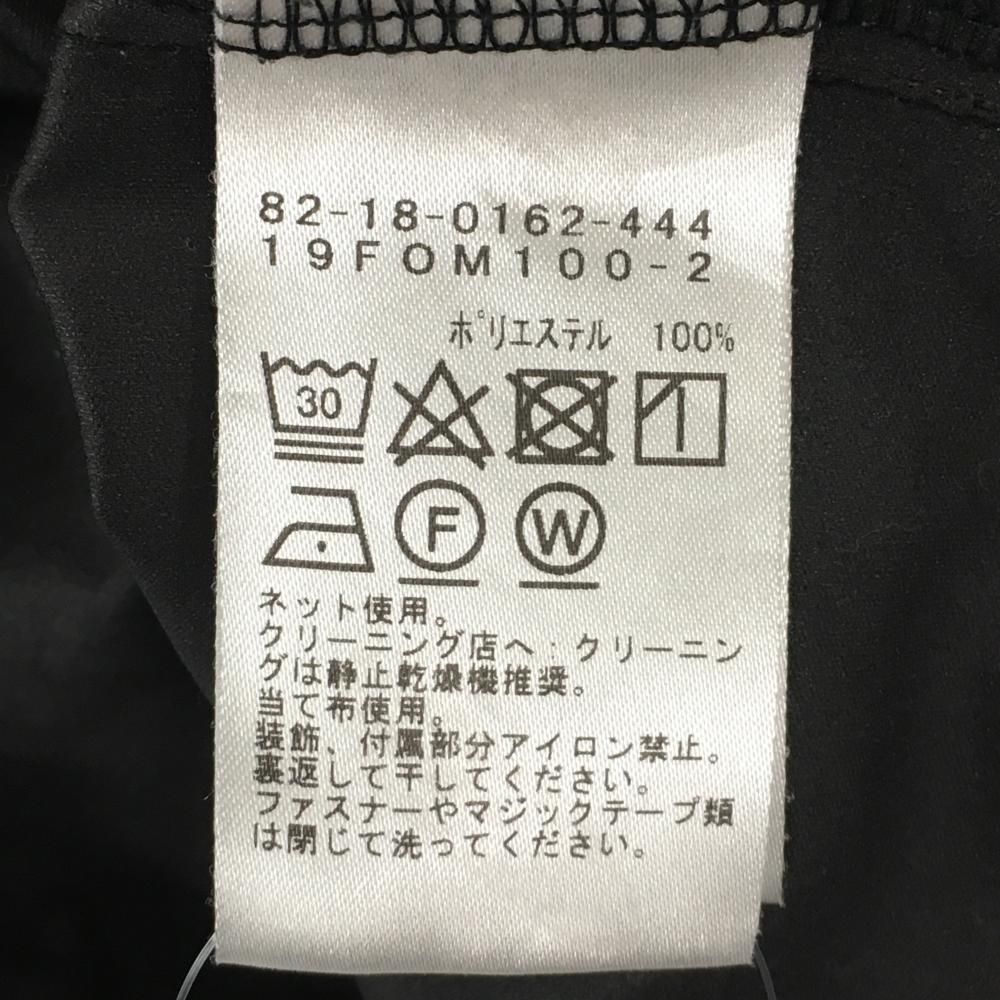 82-18-0162-444
19FOM100-2
ポリエステル 100%
30
F W
ネット使用。
クリーニング店へ:クリーニン
グは静止乾燥機推奨。
当て布使用。
装飾、付属部分アイロン禁止。
裏返して干してください。
ファスナーやマジックテープ類
は閉じて洗ってください。